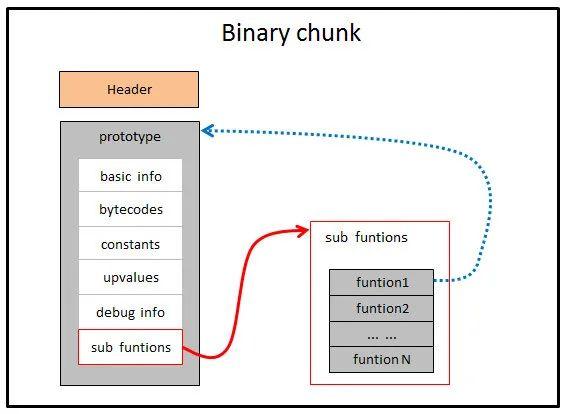 Binary chunk
Header
prototype
basic info
bytecodes
constants
upvalues
debug info
sub funtions
sub funtions
funtion1
funtion2
... ...
funtion N